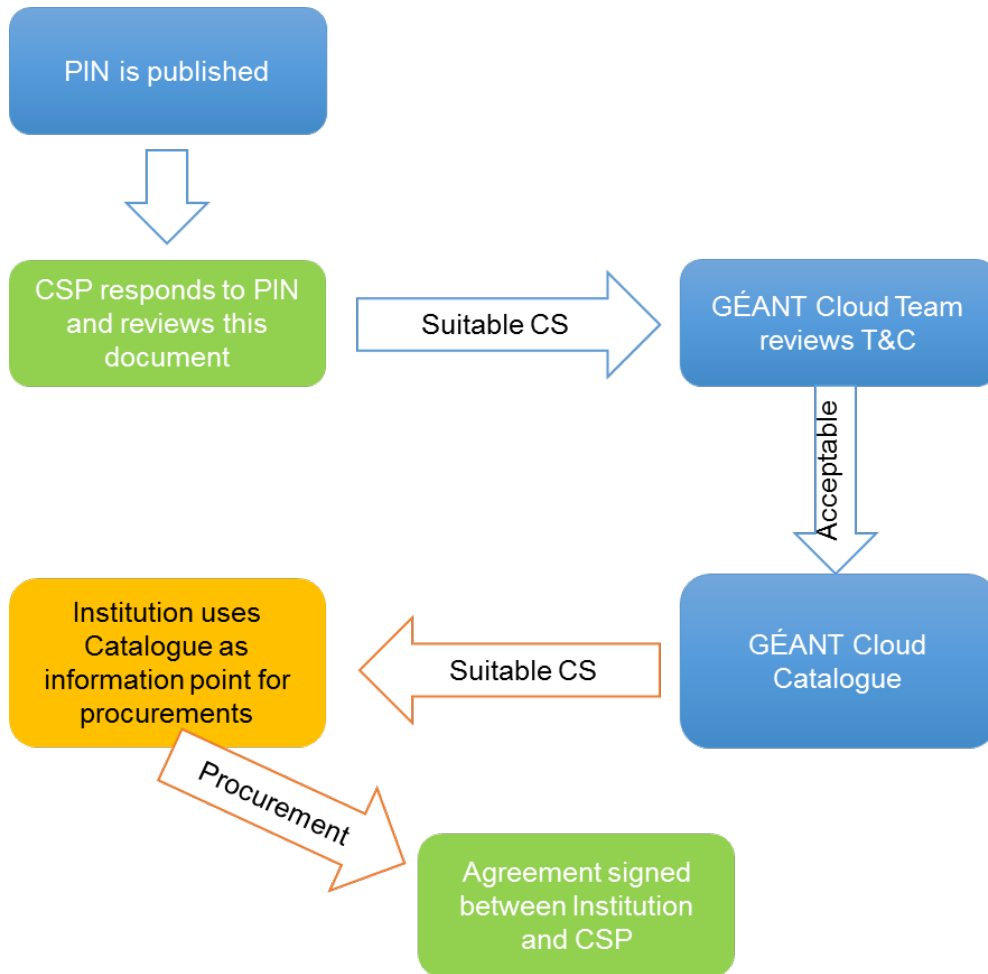 PIN is published
CSP responds to PIN
and reviews this
document
Suitable CS
GÉANT Cloud Team
reviews T&C
Acceptable
GÉANT Cloud
Catalogue
Suitable CS
Institution uses
Catalogue as
information point for
procurements
Procurement
Agreement signed
between Institution
and CSP